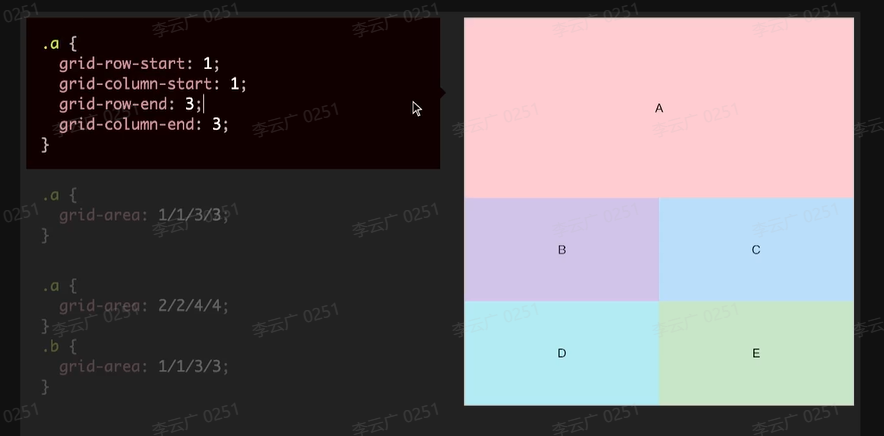 .a {
grid-row-start: 1;
grid-column-start: 1;
grid-row-end: 3;
grid-column-end: 3;
}
.a {
grid-area: 1/1/3/3;
}
.a {
grid-area: 2/2/4/4;
}
.b {
grid-area: 1/1/3/3;
}
A
B
C
D
E
李云广 0251